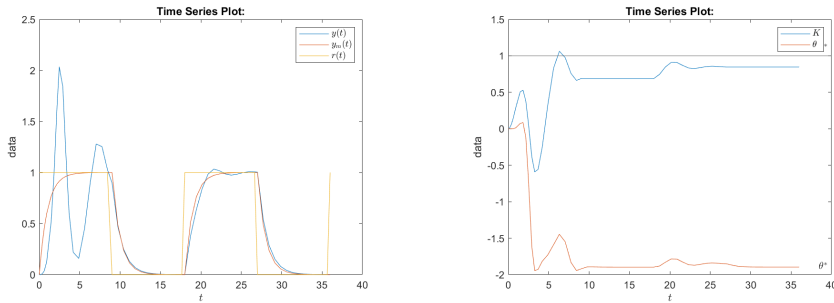 Time Series Plot:
2.5
2
1.5
1
0.5
0
0 5 10 15 20 25 30 35 40
data
t
y(t)
y_m(t)
r(t)
Time Series Plot:
1.5
1
0.5
0
-0.5
-1
-1.5
-2
0 5 10 15 20 25 30 35 40
data
t
K
θ
*
θ*